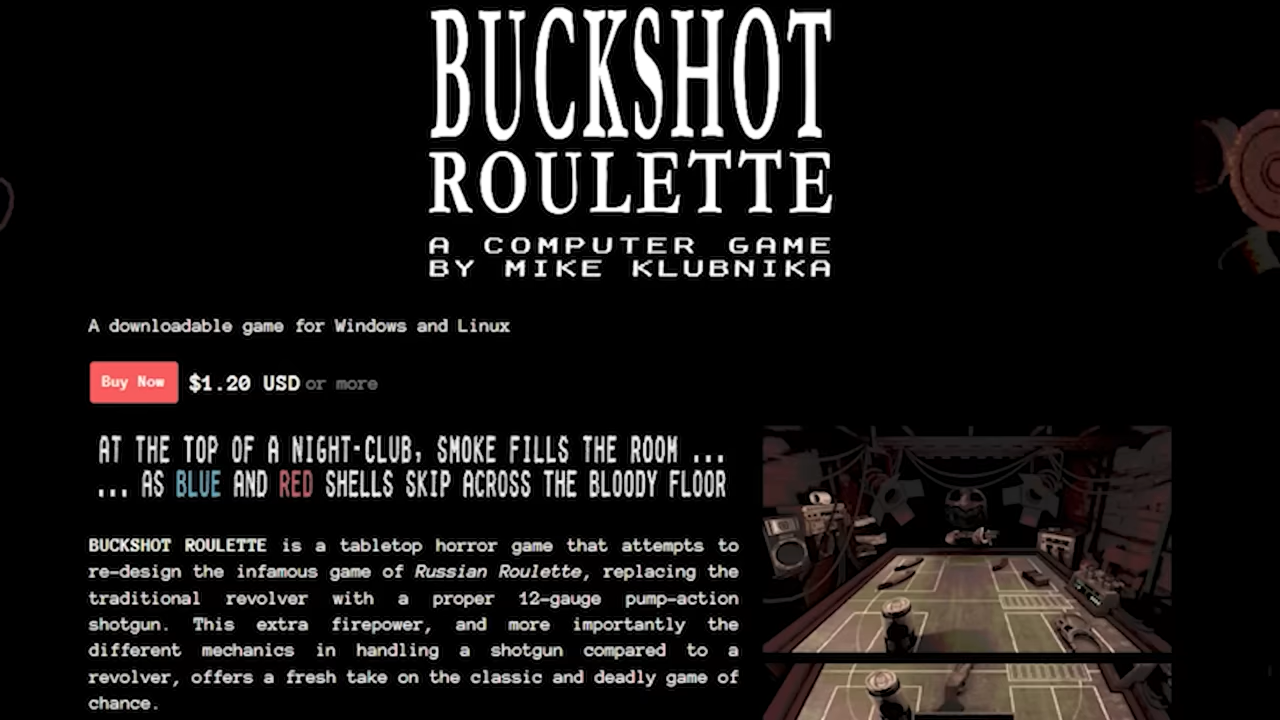 BUCKSHOT
ROULETTE
A COMPUTER GAME
BY MIKE KLUBNIKA
A downloadable game for Windows and Linux
Buy Now $1.20 USD or more
AT THE TOP OF A NIGHT-CLUB, SMOKE FILLS THE ROOM ...
... AS BLUE AND RED SHELLS SKIP ACROSS THE BLOODY FLOOR
BUCKSHOT ROULETTE is a tabletop horror game that attempts to
re-design the infamous game of Russian Roulette, replacing the
traditional revolver with a proper 12-gauge pump-action
shotgun. This extra firepower, and more importantly the
different mechanics in handling a shotgun compared to a
revolver, offers a fresh take on the classic and deadly game of
chance.